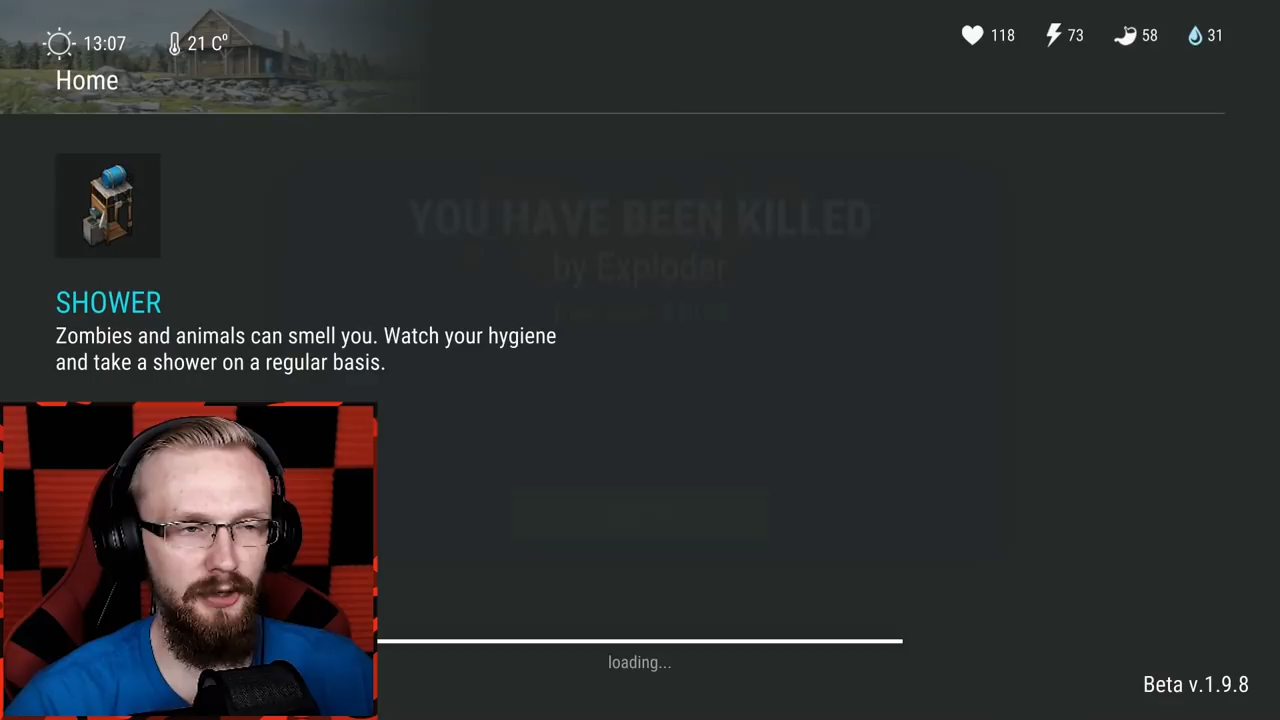 13:07
21 C°
118
73
58
31
Home
YOU HAVE BEEN KILLED
by Exploder
SHOWER
Zombies and animals can smell you. Watch your hygiene
and take a shower on a regular basis.
loading...
Beta v.1.9.8